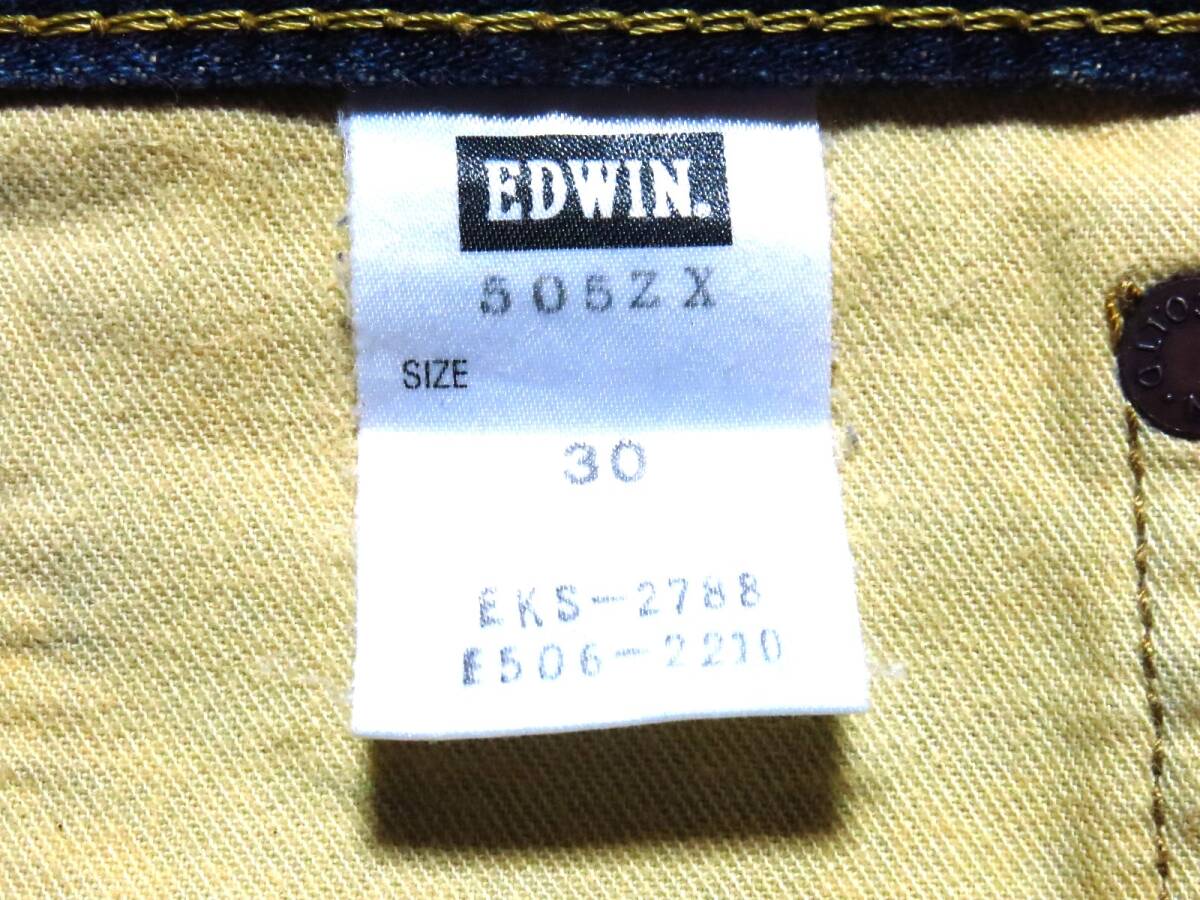 EDWIN.
505ZX
SIZE
30
EKS-2788
E506-2210